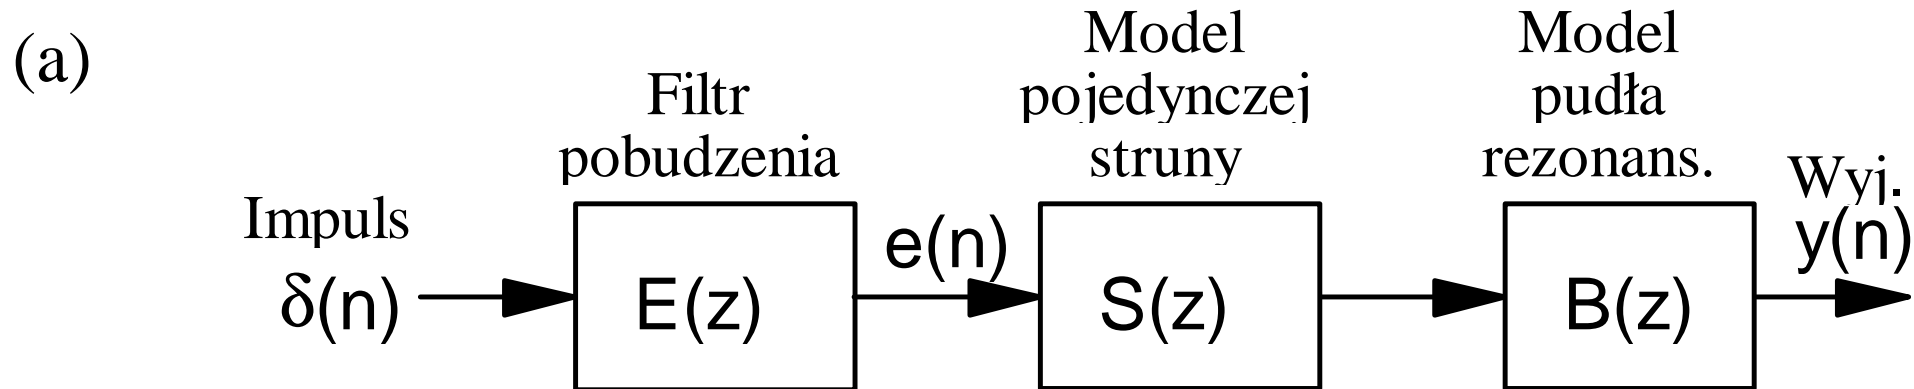 (a)
Impuls
δ(n)
Filtr
pobudzenia
E(z)
e(n)
Model
pojedynczej
struny
S(z)
Model
pudła
rezonans.
B(z)
Wyj.
y(n)